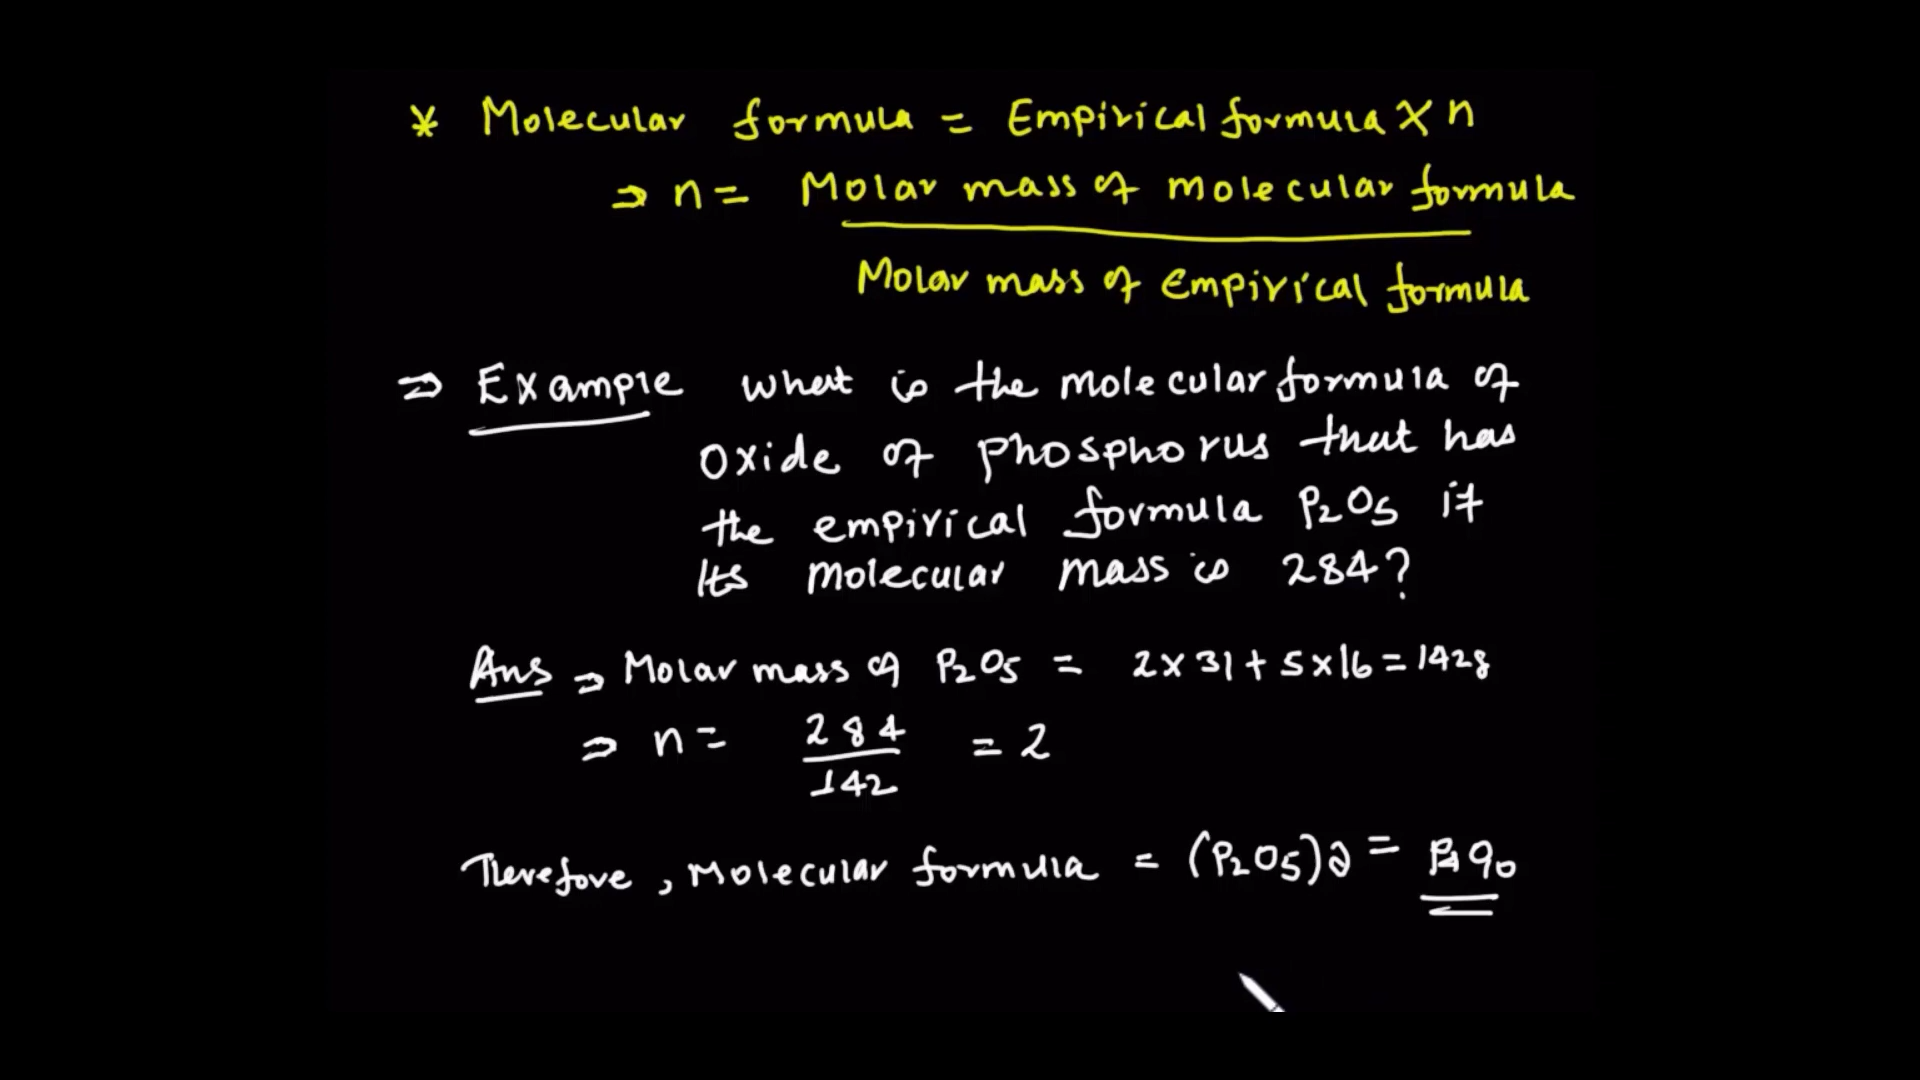 * Molecular formula = Empirical formula × n
⇒ n = Molar mass of molecular formula
Molar mass of Empirical formula
⇒ Example What is the molecular formula of
oxide of phosphorus that has
the empirical formula P₂O₅ if
its molecular mass is 284?
Ans ⇒ Molar mass of P₂O₅ = 2×31+5×16=142g
⇒ n = 284
= 2
142
Therefore, Molecular formula = (P₂O₅)₂ = P₄O₁₀